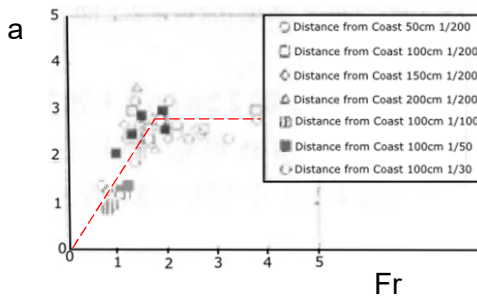 a
5
4
3
2
1
0
0 1 2 3 4 5
Fr
Distance from Coast 50cm 1/200
Distance from Coast 100cm 1/200
Distance from Coast 150cm 1/200
Distance from Coast 200cm 1/200
Distance from Coast 100cm 1/100
Distance from Coast 100cm 1/50
Distance from Coast 100cm 1/30